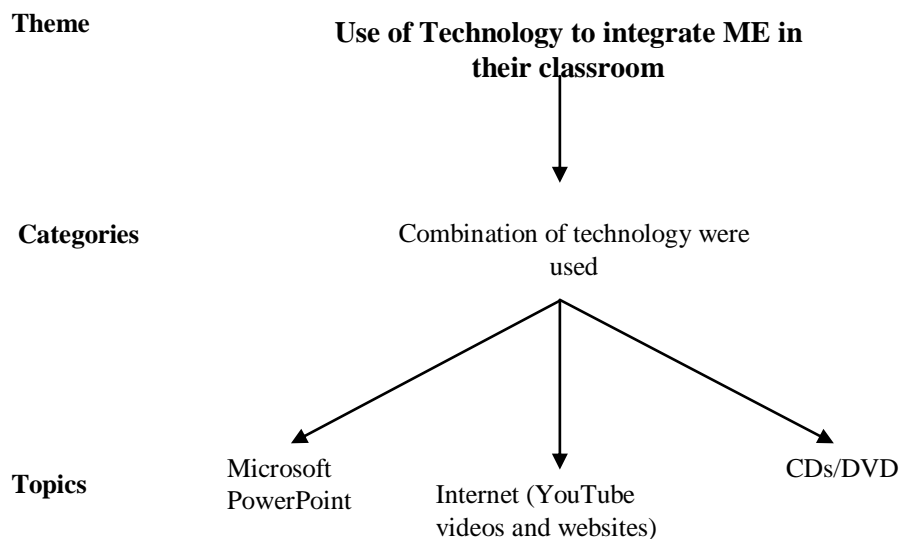 Theme
Use of Technology to integrate ME in
their classroom
Categories
Combination of technology were
used
Topics
Microsoft
PowerPoint
Internet (YouTube
videos and websites)
CDs/DVD